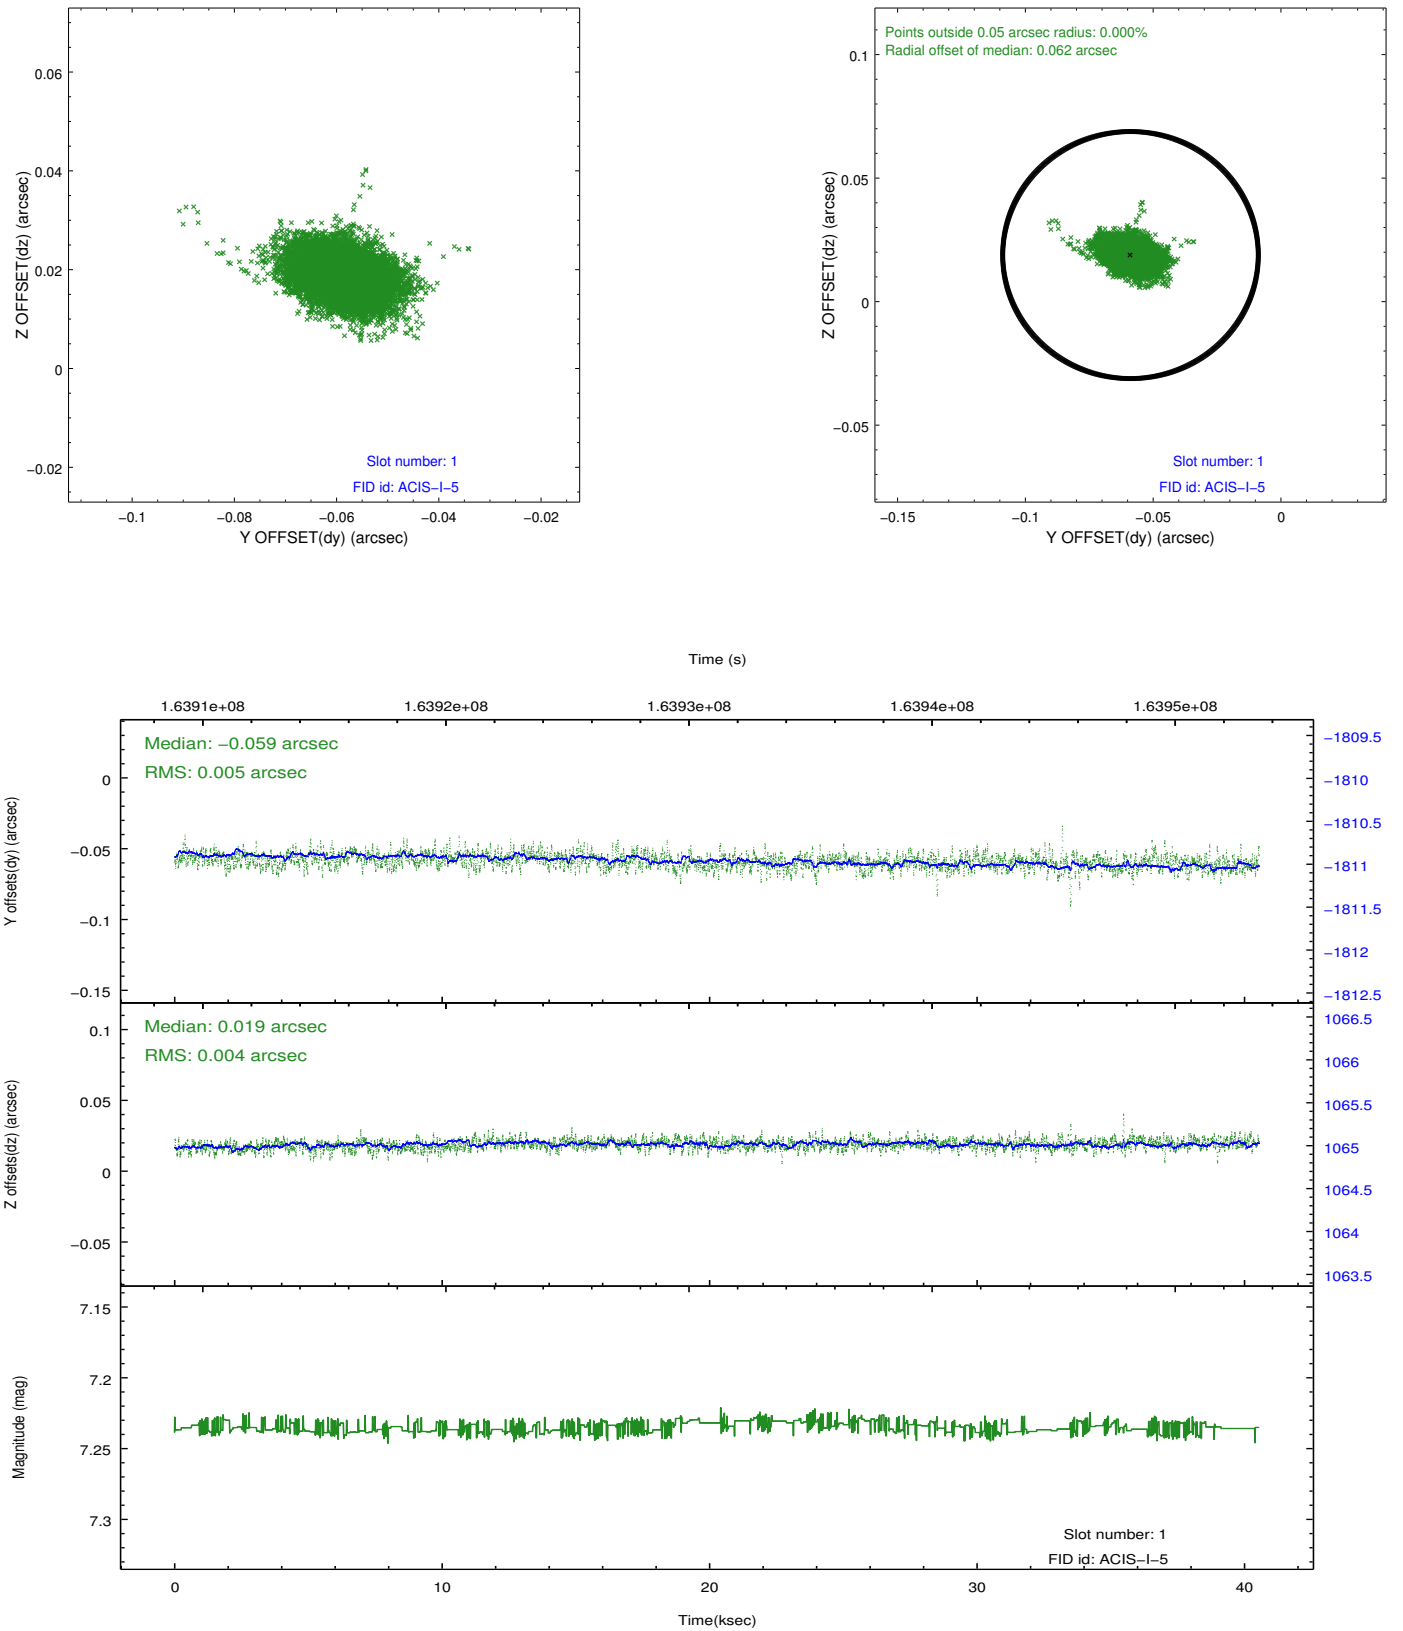 0.06
0.04
0.02
0
−0.02
Z OFFSET(dz) (arcsec)
Slot number: 1
FID id: ACIS−I−5
−0.1
−0.08
−0.06
−0.04
−0.02
Y OFFSET(dy) (arcsec)
Points outside 0.05 arcsec radius: 0.000%
Radial offset of median: 0.062 arcsec
0.1
0.05
0
−0.05
Z OFFSET(dz) (arcsec)
Slot number: 1
FID id: ACIS−I−5
−0.15
−0.1
−0.05
0
Y OFFSET(dy) (arcsec)
Time (s)
1.6391e+08
1.6392e+08
1.6393e+08
1.6394e+08
1.6395e+08
Median: −0.059 arcsec
RMS: 0.005 arcsec
0
−0.05
−0.1
−0.15
Y offsets(dy) (arcsec)
−1809.5
−1810
−1810.5
−1811
−1811.5
−1812
−1812.5
Median: 0.019 arcsec
RMS: 0.004 arcsec
0.1
0.05
0
−0.05
Z offsets(dz) (arcsec)
1066.5
1066
1065.5
1065
1064.5
1064
1063.5
7.15
7.2
7.25
7.3
Magnitude (mag)
Slot number: 1
FID id: ACIS−I−5
0
10
20
30
40
Time(ksec)